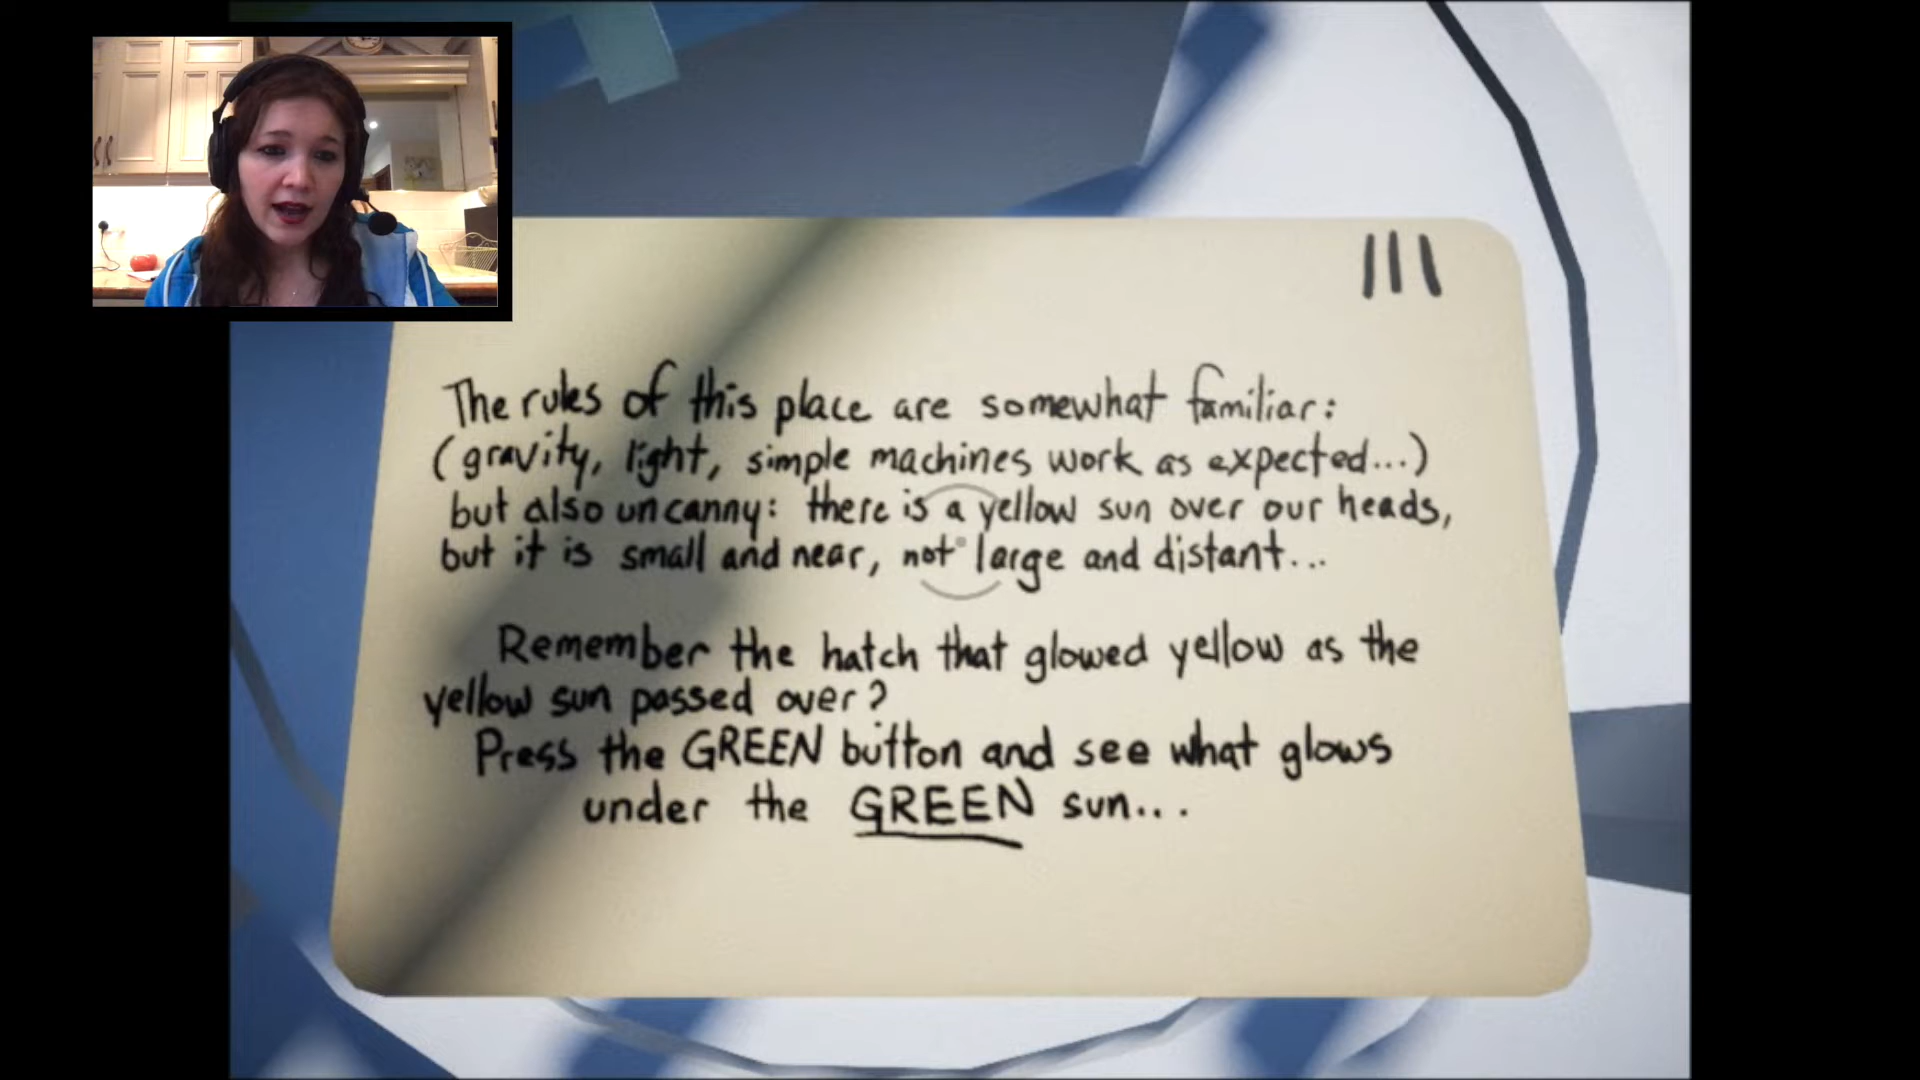 III
The rules of this place are somewhat familiar:
(gravity, light, simple machines work as expected...)
but also uncanny: there is a yellow sun over our heads,
but it is small and near, not large and distant...
Remember the hatch that glowed yellow as the
yellow sun passed over?
Press the GREEN button and see what glows
under the GREEN sun...